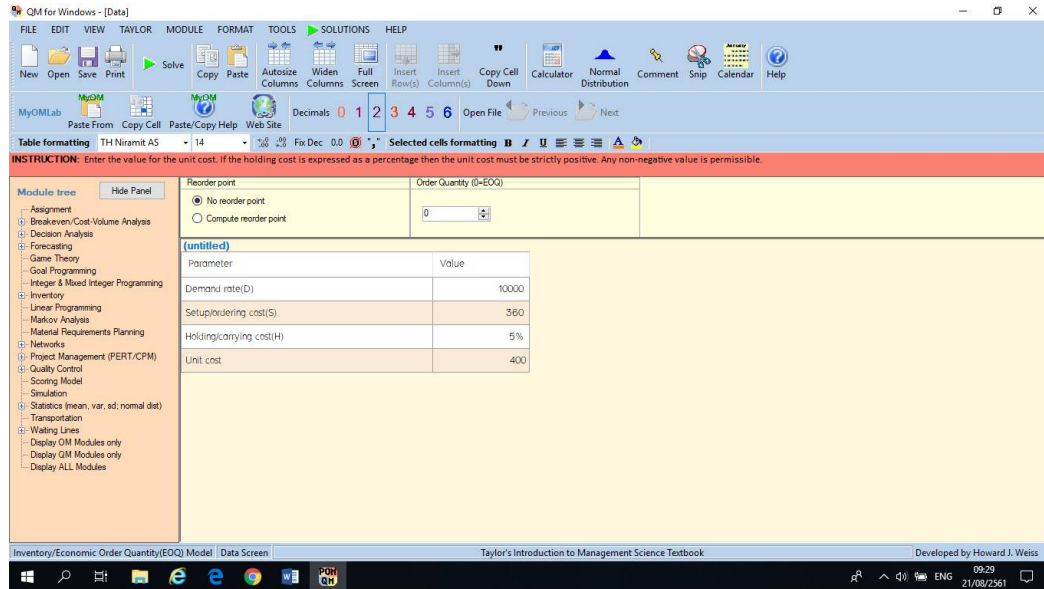 QM for Windows - [Data]
FILE EDIT VIEW TAYLOR MODULE FORMAT TOOLS SOLUTIONS HELP
New Open Save Print Solve Copy Paste Autosize Columns Widen Columns Full Screen Insert Row(s) Insert Column(s) Copy Cell Down Calculator Normal Distribution Comment Snip Calendar Help
MyOMLab Paste From Copy Cell Paste/Copy Help Web Site Decimals 0 1 2 3 4 5 6 Open File Previous Next
Table formatting TH Niramit AS 14 Fix Dec 0.0 Selected cells formatting B I U A
INSTRUCTION: Enter the value for the unit cost. If the holding cost is expressed as a percentage then the unit cost must be strictly positive. Any non-negative value is permissible.
Module tree Hide Panel
Assignment
Breakeven/Cost-Volume Analysis
Decision Analysis
Forecasting
Game Theory
Goal Programming
Integer & Mixed Integer Programming
Inventory
Linear Programming
Markov Analysis
Material Requirements Planning
Networks
Project Management (PERT/CPM)
Quality Control
Scoring Model
Simulation
Statistics (mean, var, sd; normal dist)
Transportation
Waiting Lines
Display OM Modules only
Display QM Modules only
Display ALL Modules
Reorder point
No reorder point
Compute reorder point
Order Quantity (0=EOQ)
0
(untitled)
Parameter Value
Demand rate(D) 10000
Setup/ordering cost(S) 360
Holding/carrying cost(H) 5%
Unit cost 400
Inventory/Economic Order Quantity(EOQ) Model Data Screen Taylor's Introduction to Management Science Textbook Developed by Howard J. Weiss
POM QM ENG 09:29
21/08/2561